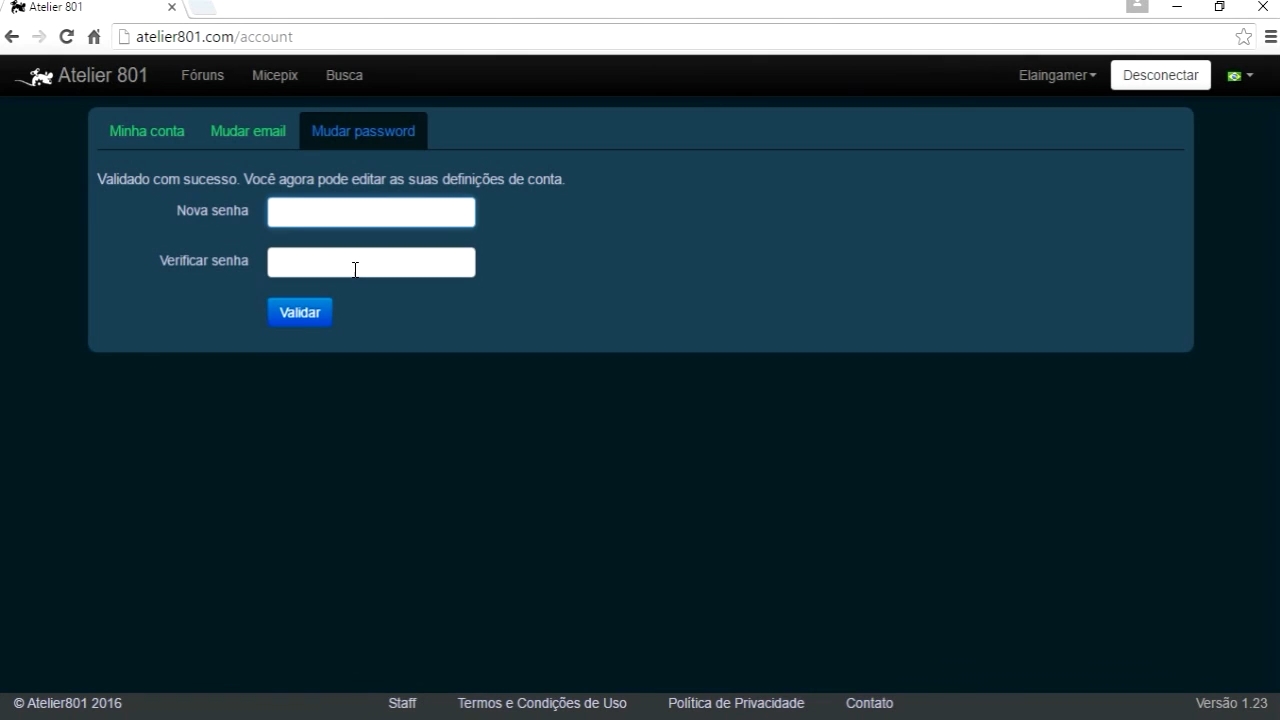 Atelier 801
atelier801.com/account
Atelier 801 Fóruns Micepix Busca Elaingamer Desconectar
Minha conta Mudar email Mudar password
Validado com sucesso. Você agora pode editar as suas definições de conta.
Nova senha
Verificar senha
Validar
© Atelier801 2016 Staff Termos e Condições de Uso Política de Privacidade Contato Versão 1.23